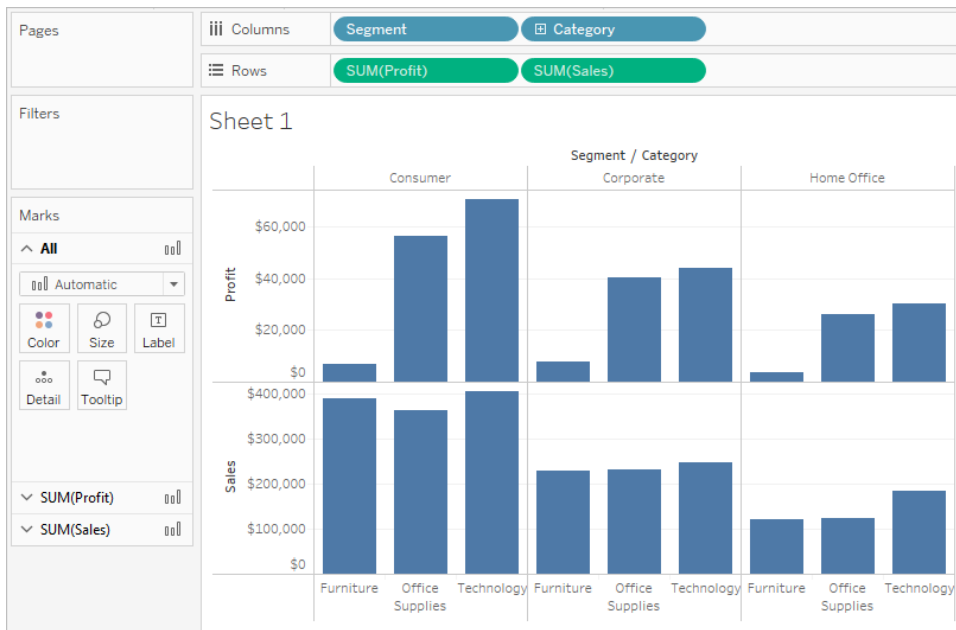 Pages
Columns
Segment
Category
Rows
SUM(Profit)
SUM(Sales)
Filters
Sheet 1
Segment / Category
Consumer
Corporate
Home Office
Marks
All
Automatic
Color
Size
Label
Detail
Tooltip
SUM(Profit)
SUM(Sales)
Profit
$60,000
$40,000
$20,000
$0
Sales
$400,000
$300,000
$200,000
$100,000
$0
Furniture
Office
Supplies
Technology
Furniture
Office
Supplies
Technology
Furniture
Office
Supplies
Technology